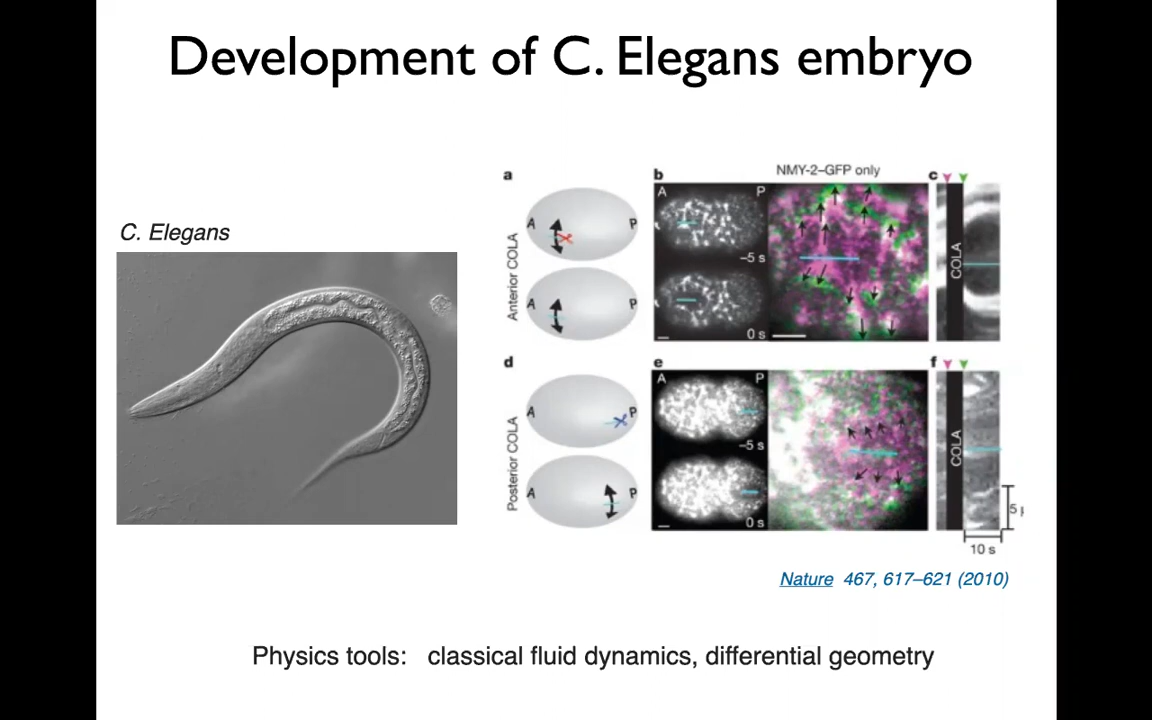 Development of C. Elegans embryo
C. Elegans
a
A
P
Anterior COLA
A
P
b
NMY-2–GFP only
A
P
−5 s
0 s
c
COLA
d
A
P
Posterior COLA
A
P
e
A
P
−5 s
0 s
f
COLA
5
10 s
Nature 467, 617–621 (2010)
Physics tools: classical fluid dynamics, differential geometry